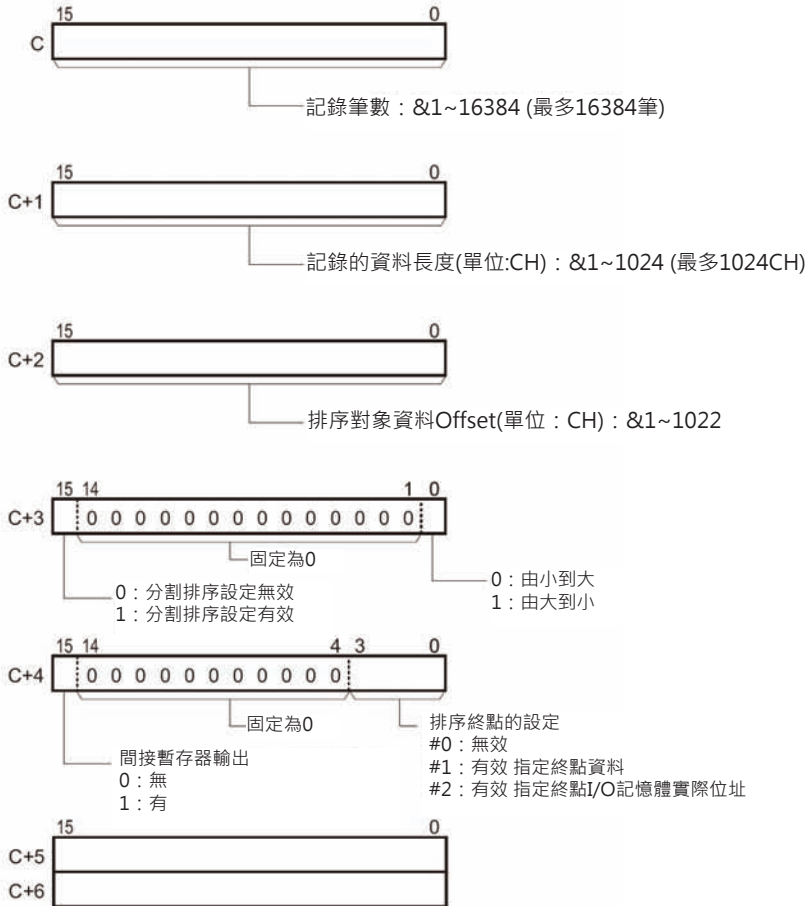 15 0
C
記錄筆數：&1~16384 (最多16384筆)
15 0
C+1
記錄的資料長度(單位:CH)：&1~1024 (最多1024CH)
15 0
C+2
排序對象資料Offset(單位：CH)：&1~1022
15 14 1 0
C+3 0 0 0 0 0 0 0 0 0 0 0 0 0 0
固定為0
0：分割排序設定無效
1：分割排序設定有效
0：由小到大
1：由大到小
15 14 4 3 0
C+4 0 0 0 0 0 0 0 0 0 0 0
固定為0
間接暫存器輸出
0：無
1：有
排序終點的設定
#0：無效
#1：有效 指定終點資料
#2：有效 指定終點I/O記憶體實際位址
15 0
C+5
C+6